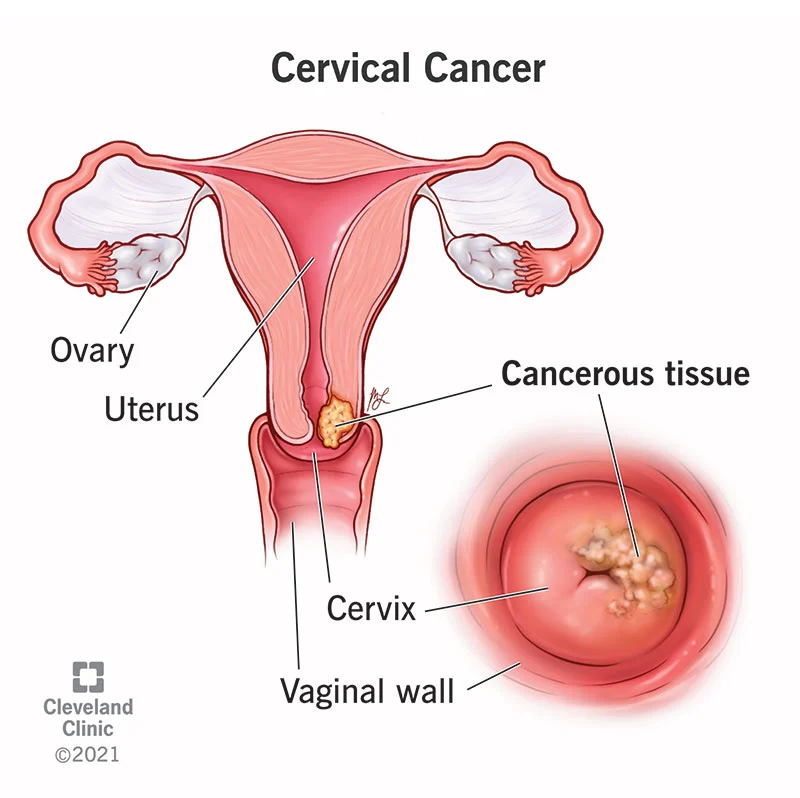 Cervical Cancer
Ovary
Uterus
Cancerous tissue
Cervix
Vaginal wall
Cleveland
Clinic
©2021